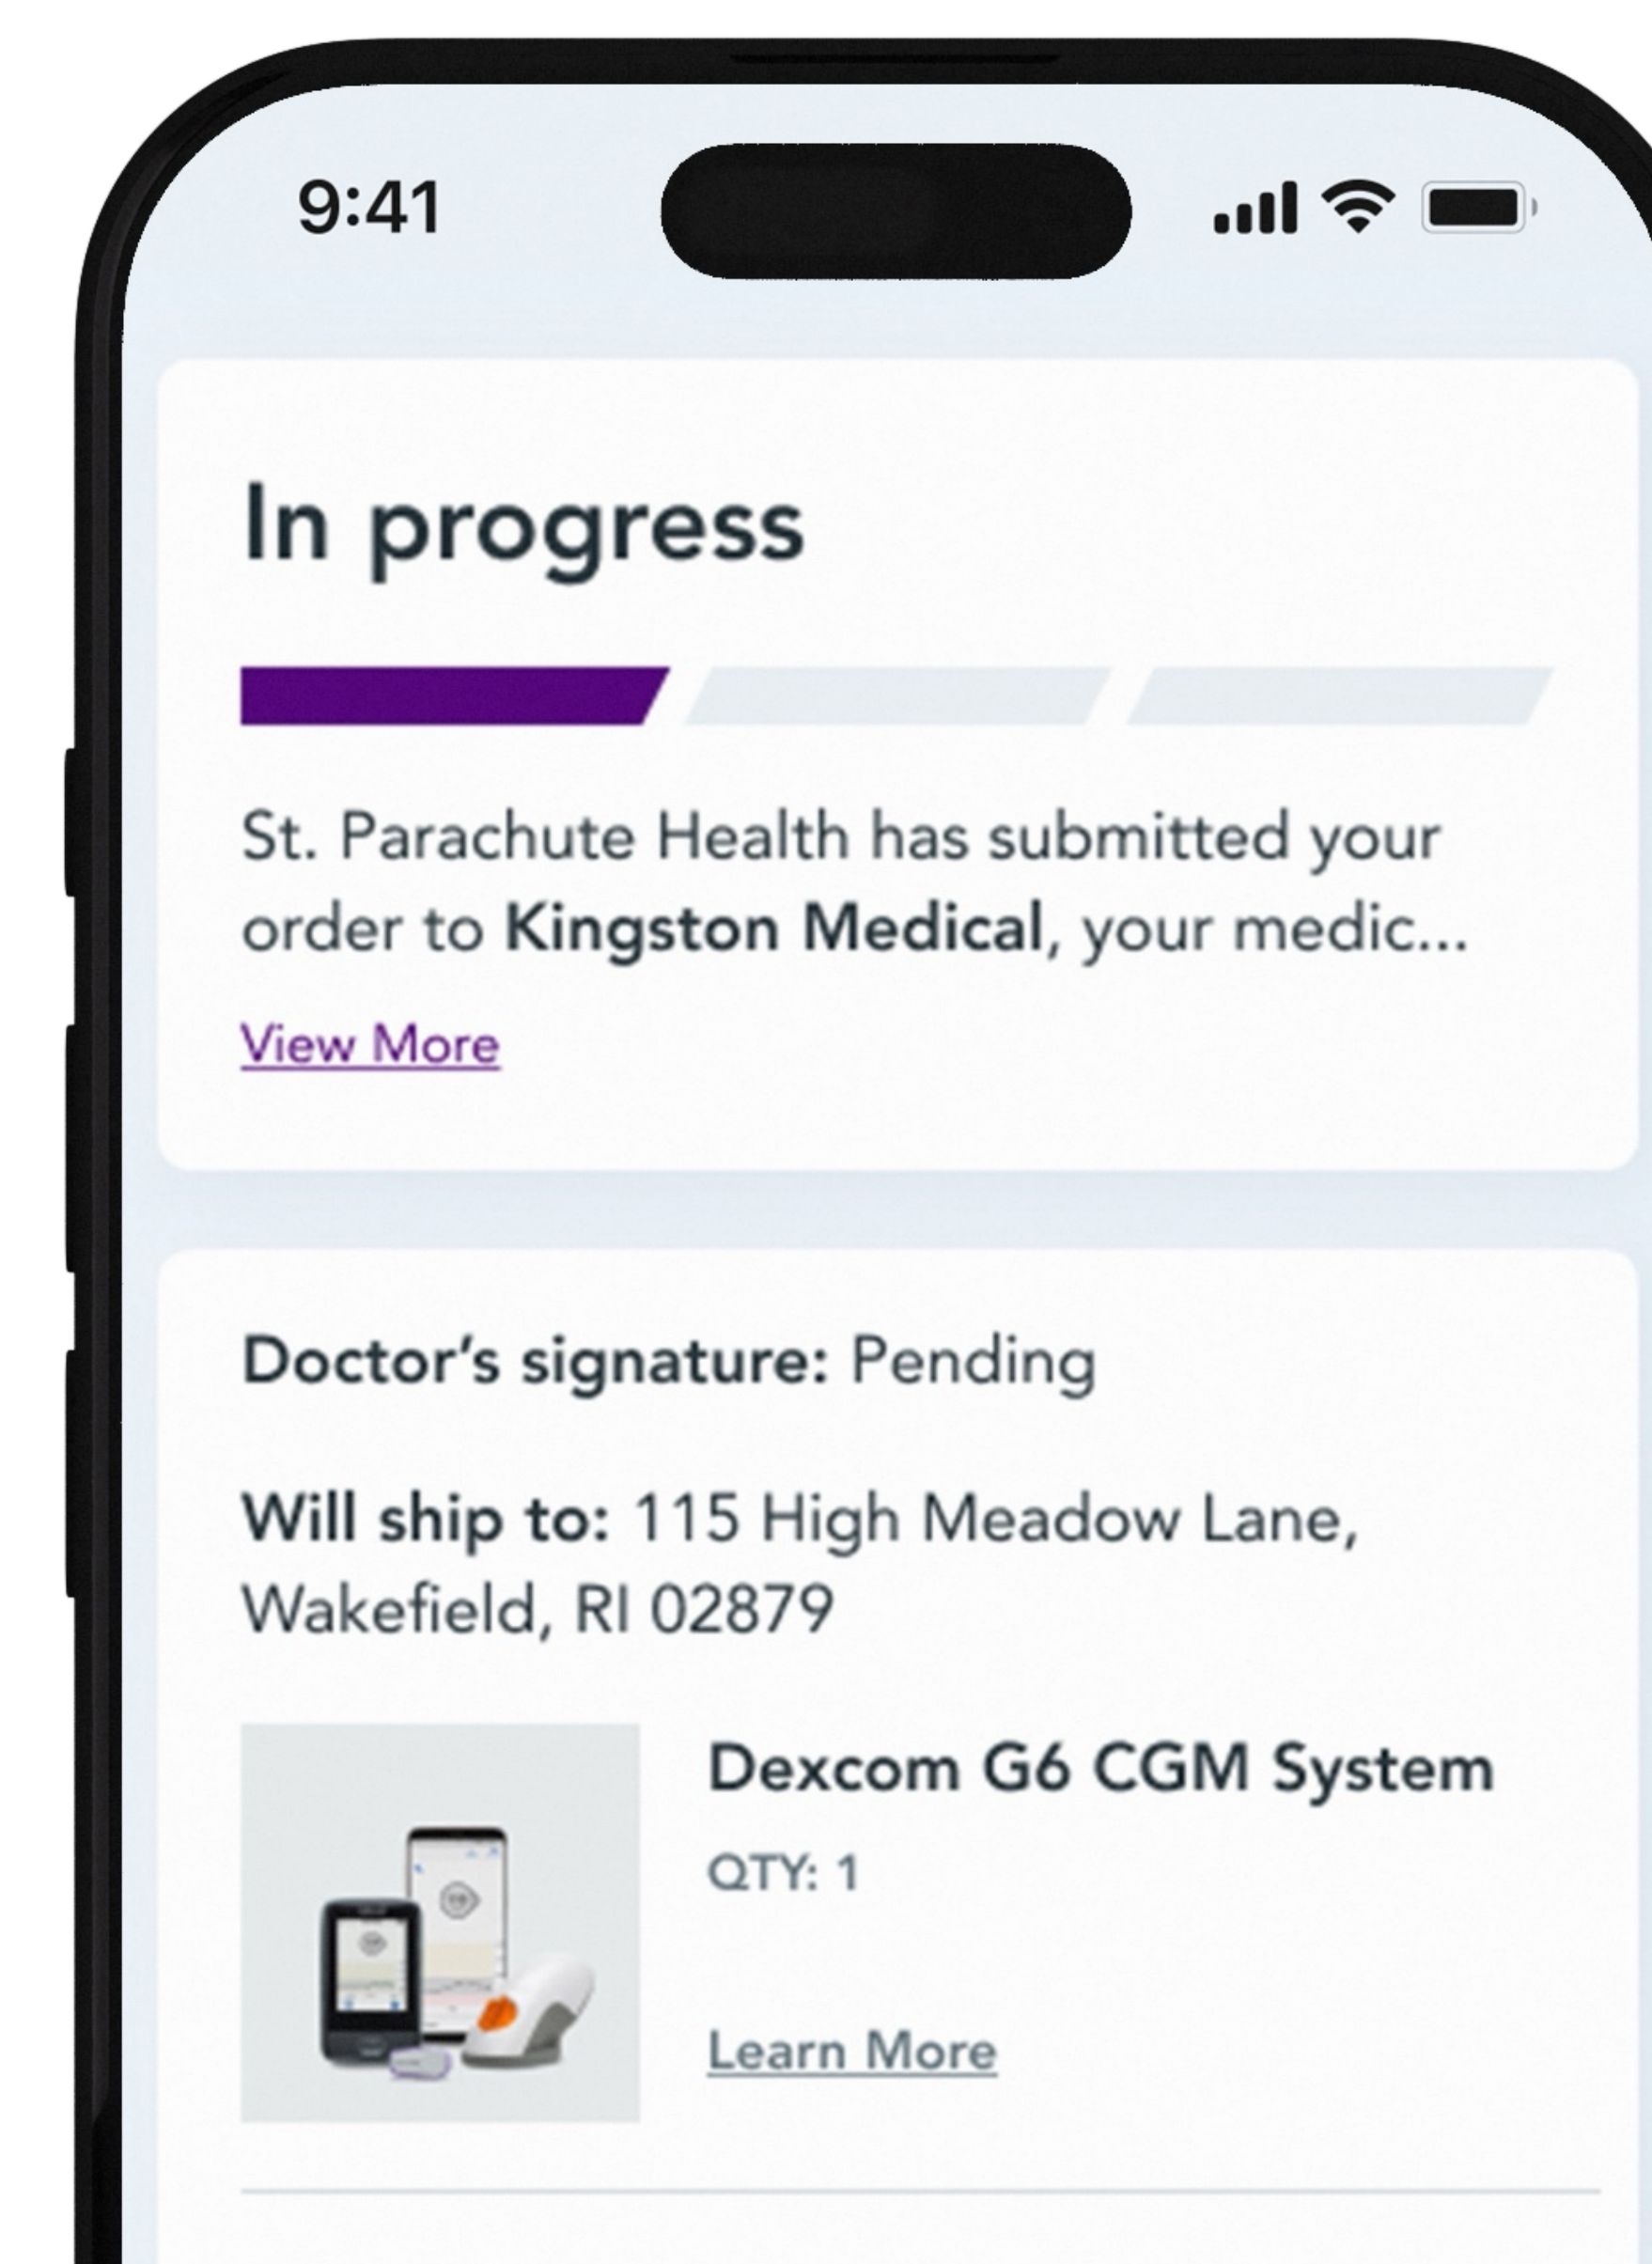 9:41
In progress
St. Parachute Health has submitted your
order to Kingston Medical, your medic...
View More
Doctor’s signature: Pending
Will ship to: 115 High Meadow Lane,
Wakefield, RI 02879
Dexcom G6 CGM System
QTY: 1
Learn More